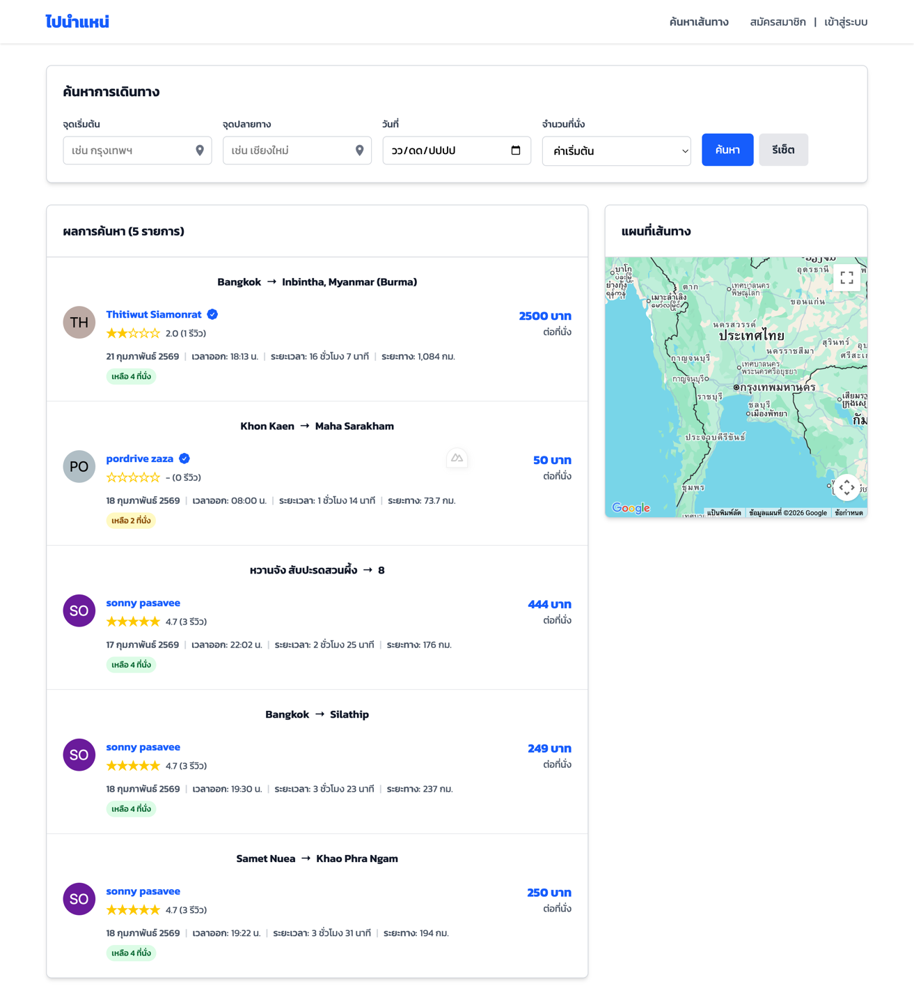 ไปนำแหน่
ค้นหาเส้นทาง สมัครสมาชิก | เข้าสู่ระบบ
ค้นหาการเดินทาง
จุดเริ่มต้น จุดปลายทาง วันที่ จำนวนที่นั่ง
เช่น กรุงเทพฯ เช่น เชียงใหม่ วว/ดด/ปปปป ค่าเริ่มต้น ค้นหา รีเซ็ต
ผลการค้นหา (5 รายการ)
Bangkok → Inbintha, Myanmar (Burma)
TH
Thitiwut Siamonrat
2500 บาท
2.0 (1 รีวิว)
ต่อที่นั่ง
21 กุมภาพันธ์ 2569 | เวลาออก: 18:13 น. | ระยะเวลา: 16 ชั่วโมง 7 นาที | ระยะทาง: 1,084 กม.
เหลือ 4 ที่นั่ง
Khon Kaen → Maha Sarakham
PO
pordrive zaza
50 บาท
- (0 รีวิว)
ต่อที่นั่ง
18 กุมภาพันธ์ 2569 | เวลาออก: 08:00 น. | ระยะเวลา: 1 ชั่วโมง 14 นาที | ระยะทาง: 73.7 กม.
เหลือ 2 ที่นั่ง
หวานจัง สับปะรดสวนผึ้ง → 8
SO
sonny pasavee
444 บาท
4.7 (3 รีวิว)
ต่อที่นั่ง
17 กุมภาพันธ์ 2569 | เวลาออก: 22:02 น. | ระยะเวลา: 2 ชั่วโมง 25 นาที | ระยะทาง: 176 กม.
เหลือ 4 ที่นั่ง
Bangkok → Silathip
SO
sonny pasavee
249 บาท
4.7 (3 รีวิว)
ต่อที่นั่ง
18 กุมภาพันธ์ 2569 | เวลาออก: 19:30 น. | ระยะเวลา: 3 ชั่วโมง 23 นาที | ระยะทาง: 237 กม.
เหลือ 4 ที่นั่ง
Samet Nuea → Khao Phra Ngam
SO
sonny pasavee
250 บาท
4.7 (3 รีวิว)
ต่อที่นั่ง
18 กุมภาพันธ์ 2569 | เวลาออก: 19:22 น. | ระยะเวลา: 3 ชั่วโมง 31 นาที | ระยะทาง: 194 กม.
เหลือ 4 ที่นั่ง
แผนที่เส้นทาง
อุดรธานี
ตาก
เทศบาลนคร
พิษณุโลก
เมาะลำเลิง
ขอนแก่น
นครสวรรค์
ประเทศไทย
สุรินทร์
นครราชสีมา
กาญจนบุรี
เทศบาลนคร
พระนครศรีอยุธยา
กาญจนบุรี
กรุงเทพมหานคร
ราชบุรี
ชลบุรี
เมืองพัทยา
ประจวบคีรีขันธ์
ชุมพร
Google
แป้นพิมพ์ลัด ข้อมูลแผนที่ ©2026 Google ข้อกำหนด